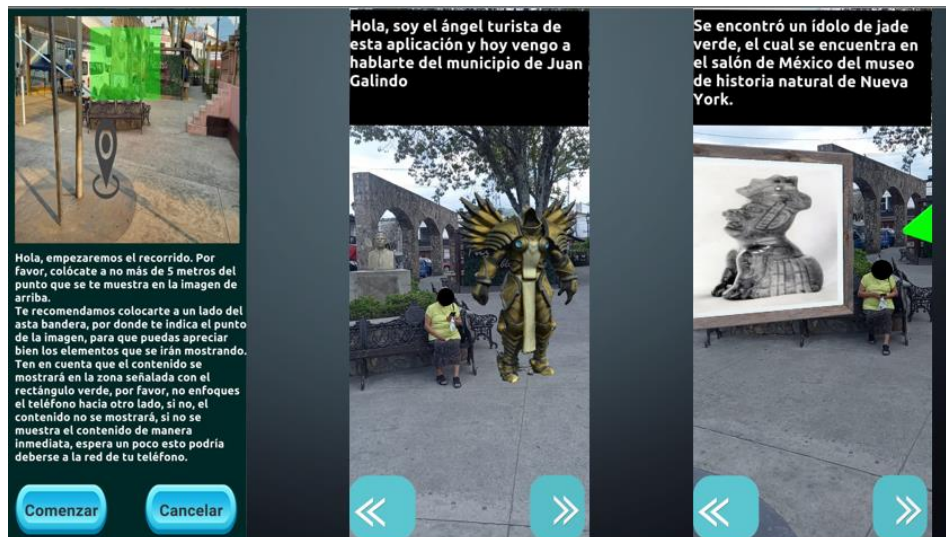 Hola, empezaremos el recorrido. Por
favor, colócate a no más de 5 metros del
punto que se te muestra en la imagen de
arriba.
Te recomendamos colocarte a un lado del
asta bandera, por donde te indica el punto
de la imagen, para que puedas apreciar
bien los elementos que se irán mostrando.
Ten en cuenta que el contenido se
mostrará en la zona señalada con el
rectángulo verde, por favor, no enfoques
el teléfono hacia otro lado, si no, el
contenido no se mostrará, si no se
muestra el contenido de manera
inmediata, espera un poco esto podría
deberse a la red de tu teléfono.
Comenzar
Cancelar
Hola, soy el ángel turista de
esta aplicación y hoy vengo a
hablarte del municipio de Juan
Galindo
Se encontró un ídolo de jade
verde, el cual se encuentra en
el salón de México del museo
de historia natural de Nueva
York.